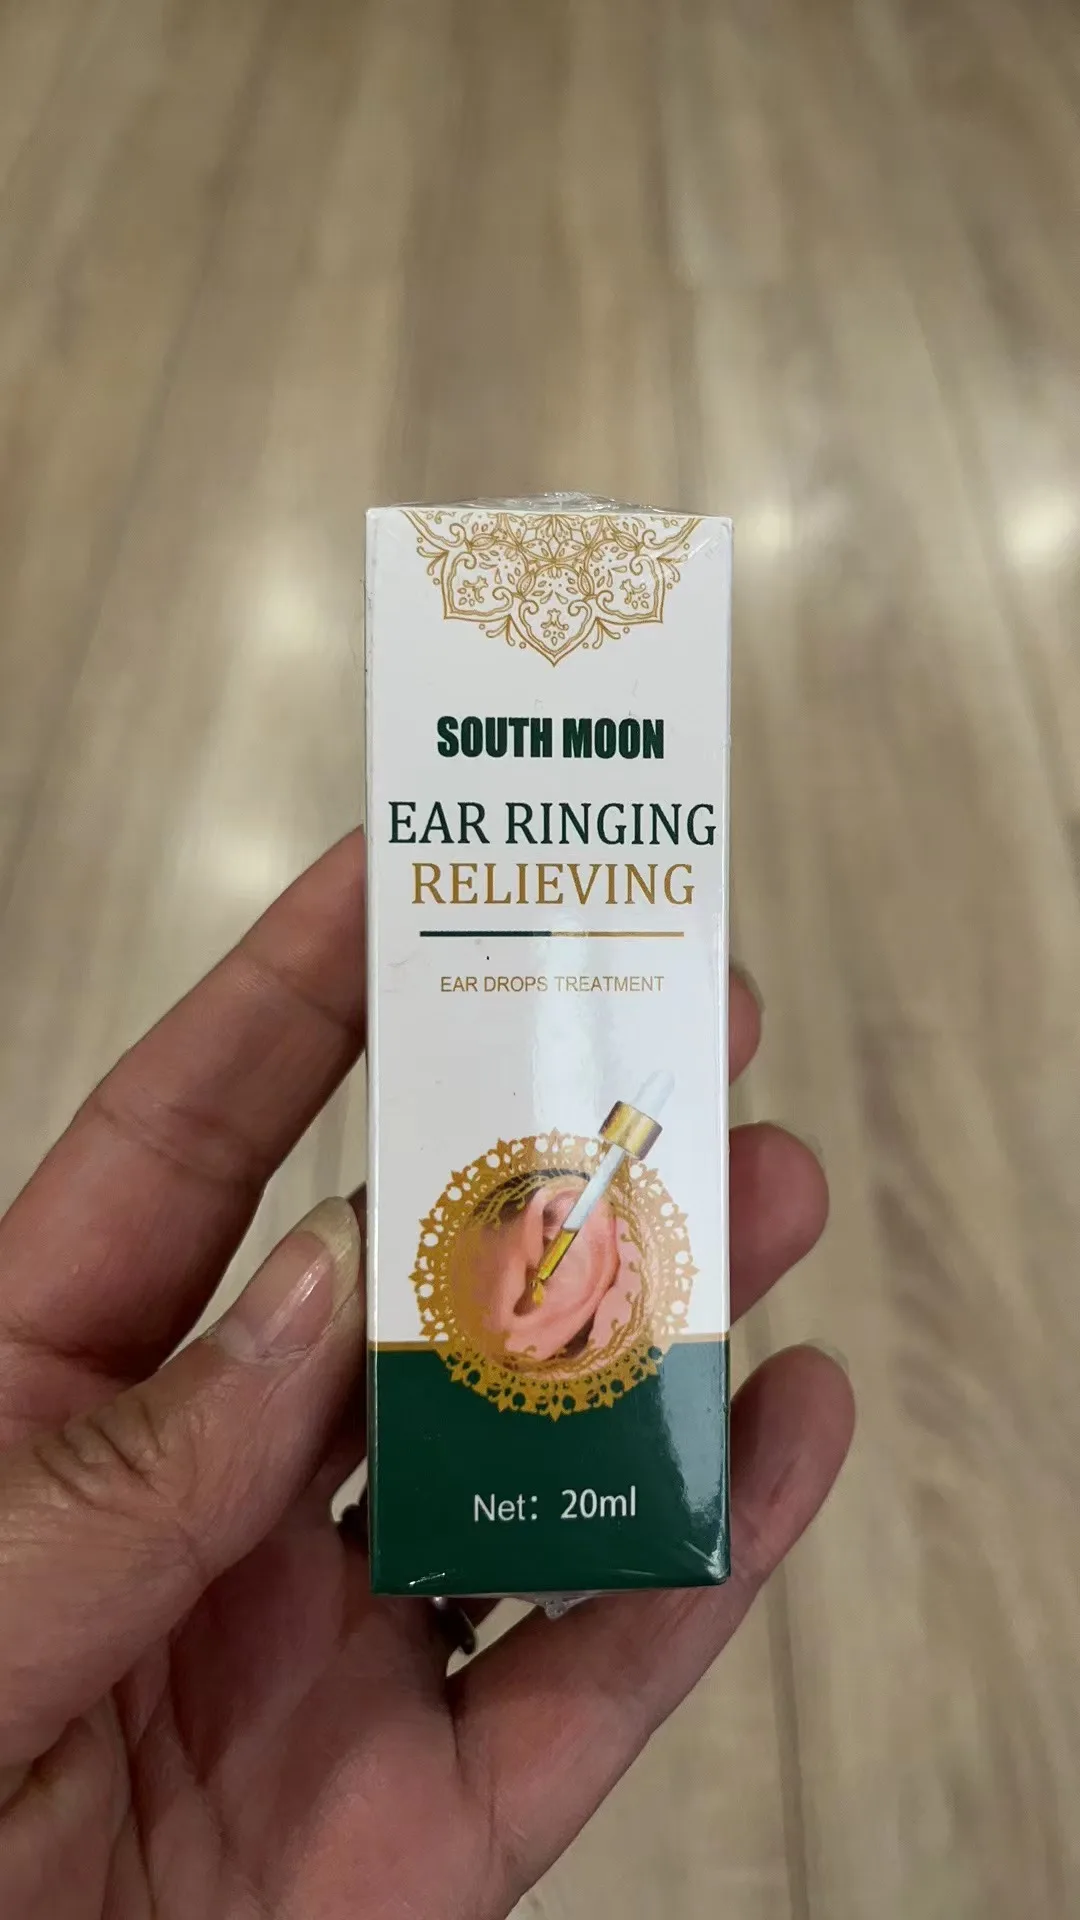 SOUTH MOON
EAR RINGING
RELIEVING
EAR DROPS TREATMENT
Net: 20ml